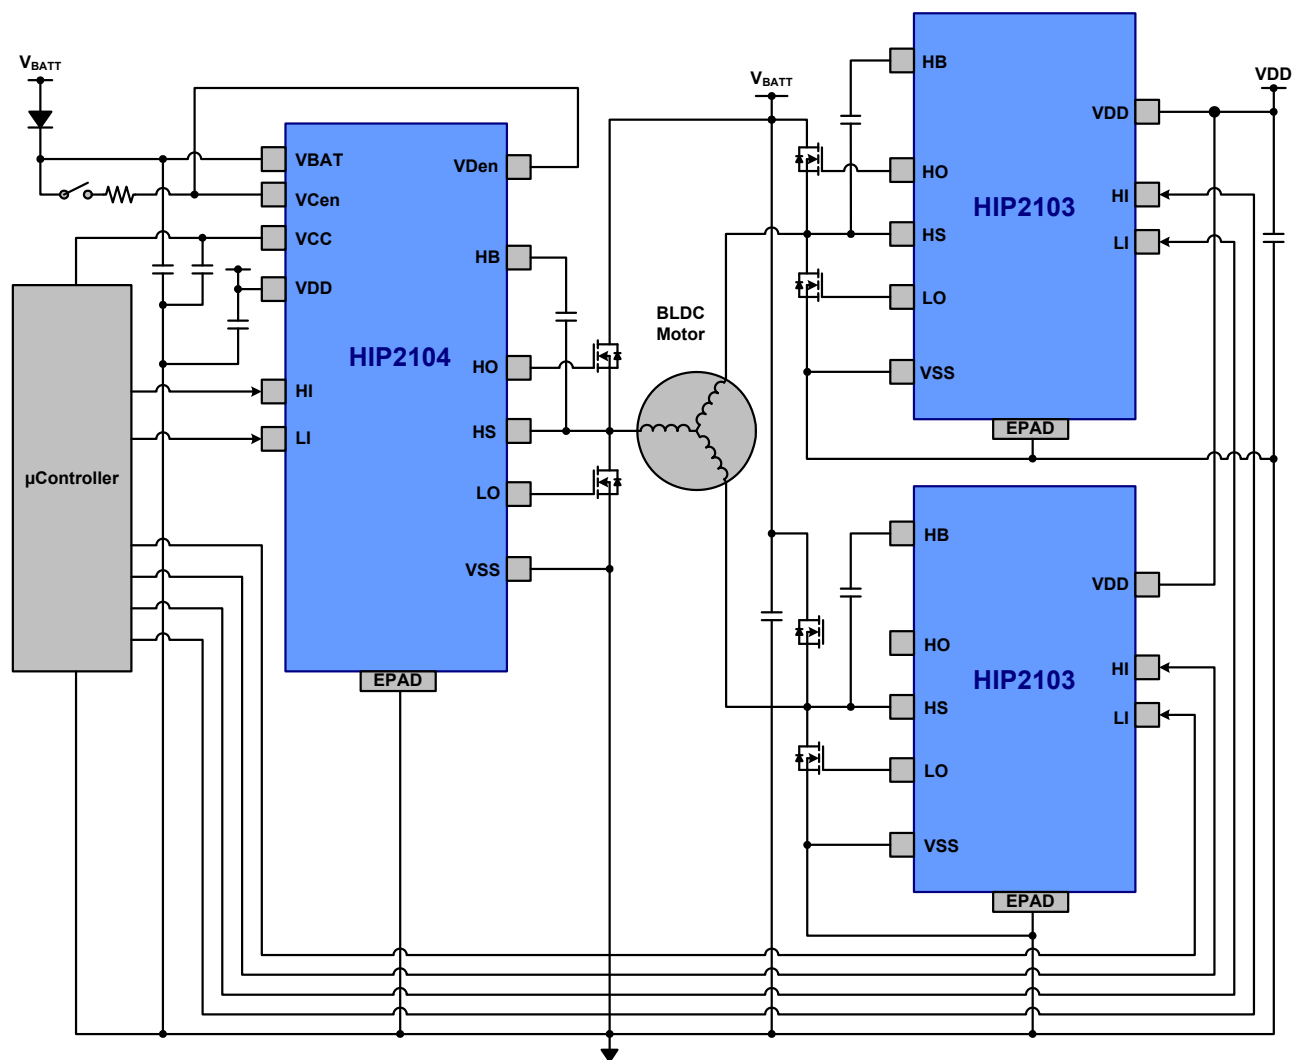 VBATT
VBAT
VCen
VCC
VDD
HI
LI
HIP2104
VDen
HB
HO
HS
LO
VSS
EPAD
µController
BLDC
Motor
VBATT
HB
HO
HS
LO
VSS
HIP2103
VDD
HI
LI
EPAD
VDD
HB
HO
HS
LO
VSS
HIP2103
VDD
HI
LI
EPAD